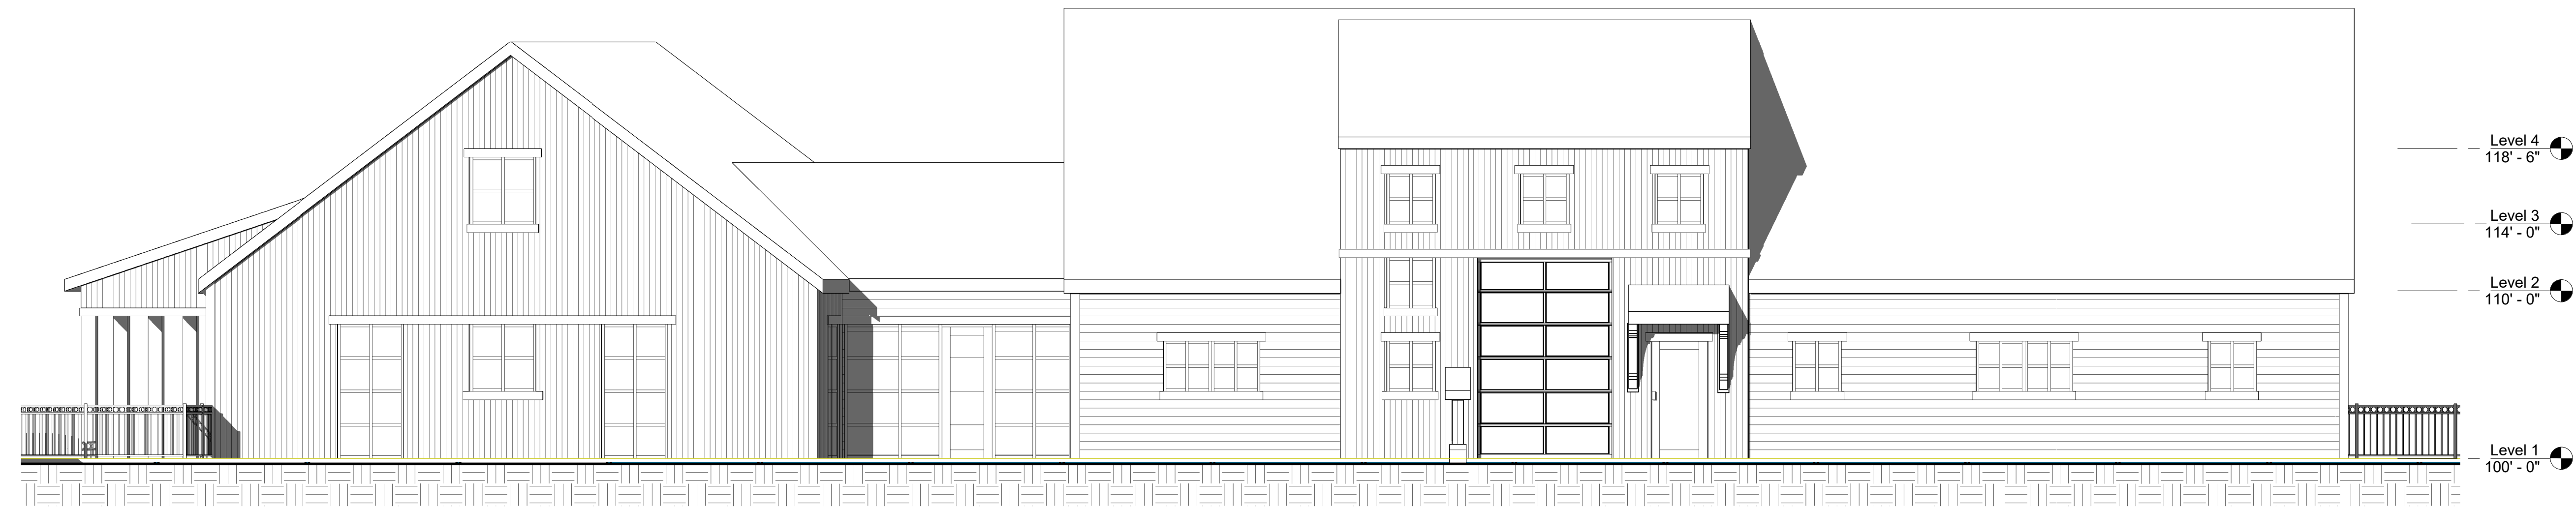 Level 4
118' - 6"
Level 3
114' - 0"
Level 2
110' - 0"
Level 1
100' - 0"